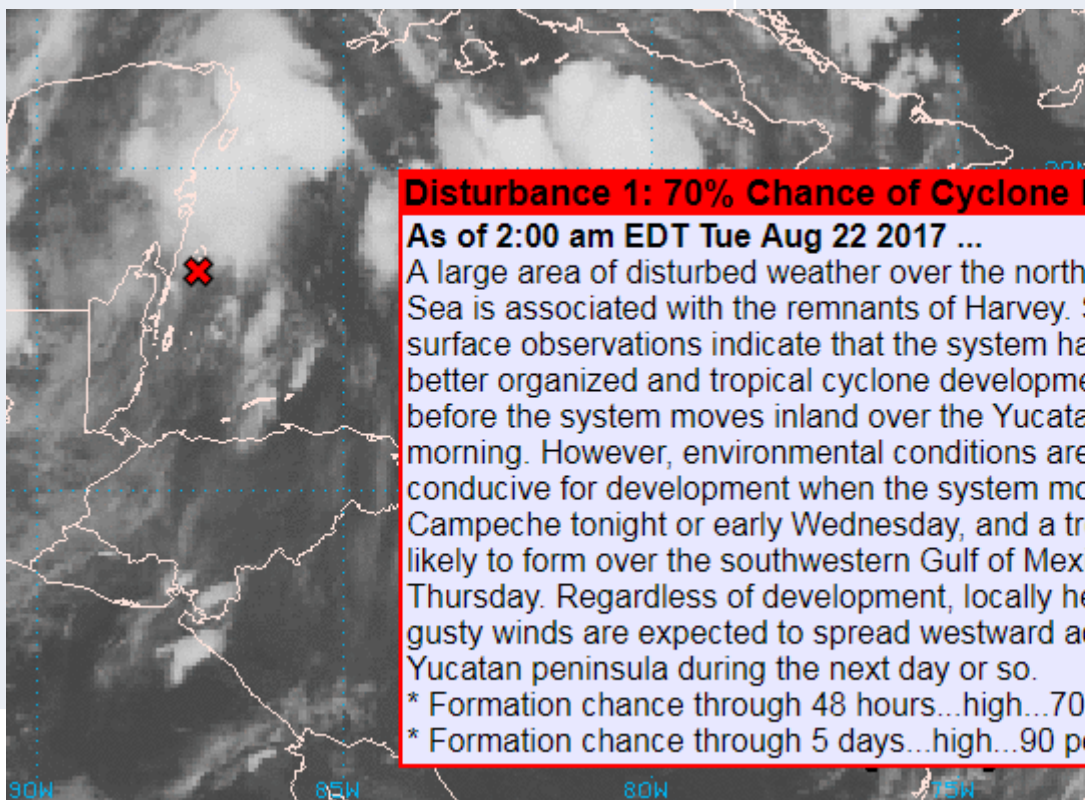 Disturbance 1: 70% Chance of Cyclone
As of 2:00 am EDT Tue Aug 22 2017 ...
A large area of disturbed weather over the north
Sea is associated with the remnants of Harvey.
surface observations indicate that the system ha
better organized and tropical cyclone developme
before the system moves inland over the Yucata
morning. However, environmental conditions are
conducive for development when the system mo
Campeche tonight or early Wednesday, and a tr
likely to form over the southwestern Gulf of Mex
Thursday. Regardless of development, locally he
gusty winds are expected to spread westward a
Yucatan peninsula during the next day or so.
* Formation chance through 48 hours...high...70
* Formation chance through 5 days...high...90 pe
90W 85W 80W 75W